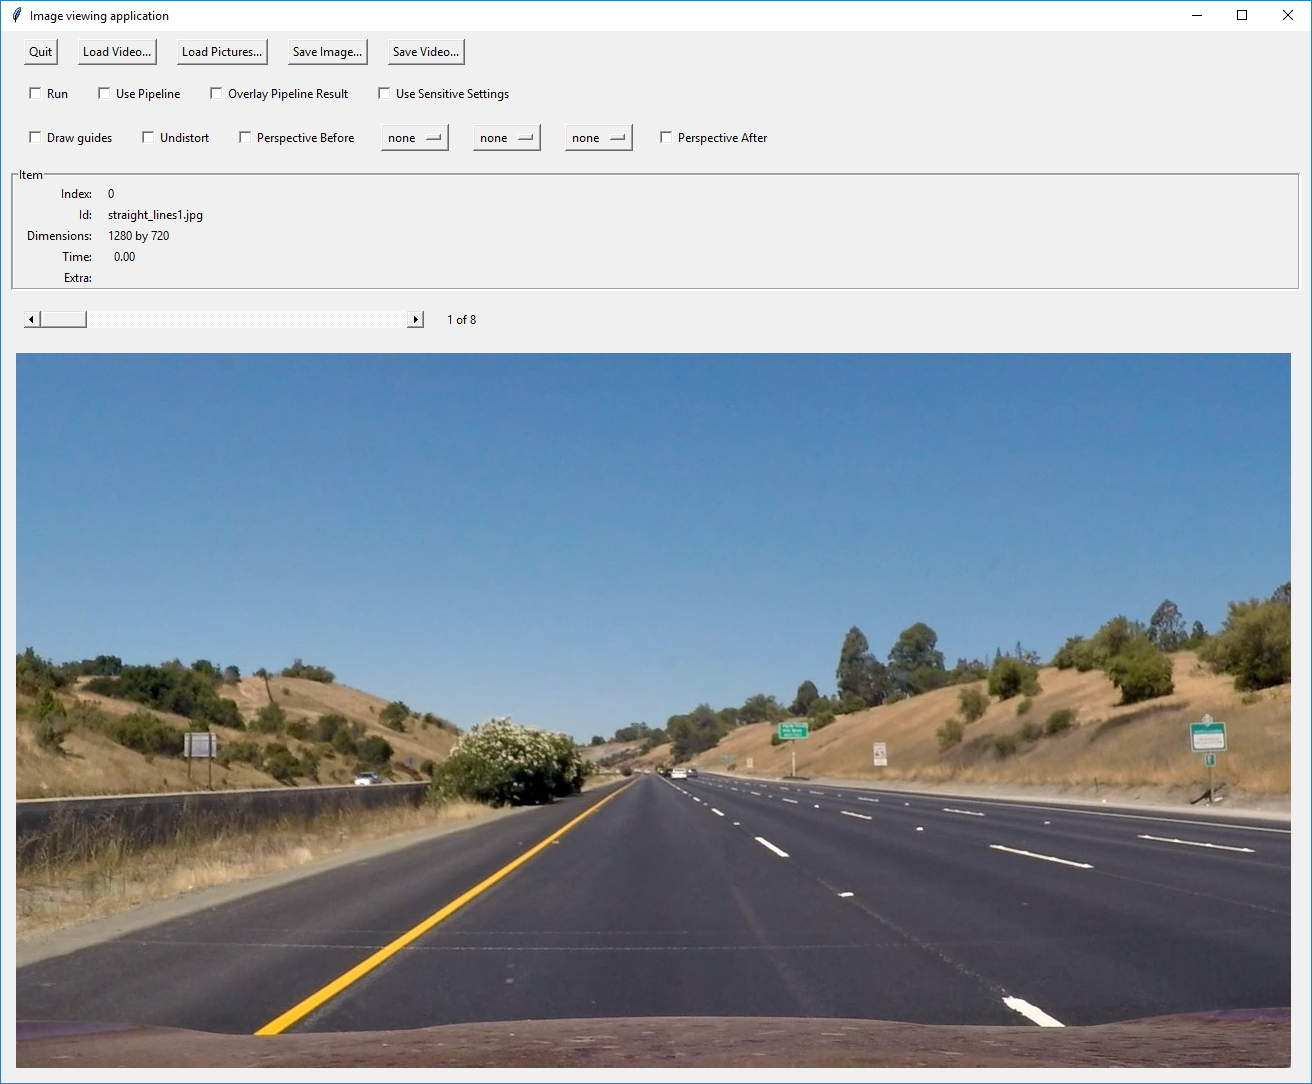 Image viewing application
Quit Load Video... Load Pictures... Save Image... Save Video...
Run Use Pipeline Overlay Pipeline Result Use Sensitive Settings
Draw guides Undistort Perspective Before none none none Perspective After
Item
Index: 0
Id: straight_lines1.jpg
Dimensions: 1280 by 720
Time: 0.00
Extra:
1 of 8